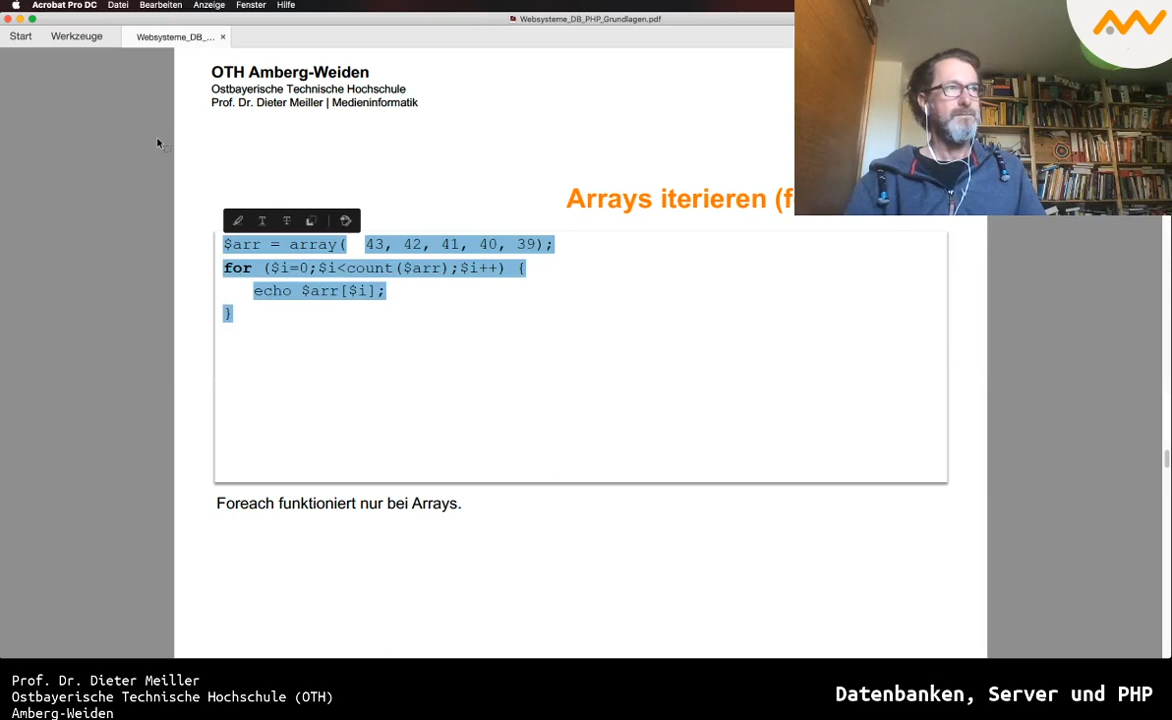 Acrobat Pro DC Datei Bearbeiten Anzeige Fenster Hilfe
Websysteme_DB_PHP_Grundlagen.pdf
Start Werkzeuge Websysteme_DB_... ×
OTH Amberg-Weiden
Ostbayerische Technische Hochschule
Prof. Dr. Dieter Meiller | Medieninformatik
Arrays iterieren (f
$arr = array( 43, 42, 41, 40, 39);
for ($i=0;$i<count($arr);$i++) {
echo $arr[$i];
}
Foreach funktioniert nur bei Arrays.
Prof. Dr. Dieter Meiller
Ostbayerische Technische Hochschule (OTH)
Amberg-Weiden
Datenbanken, Server und PHP